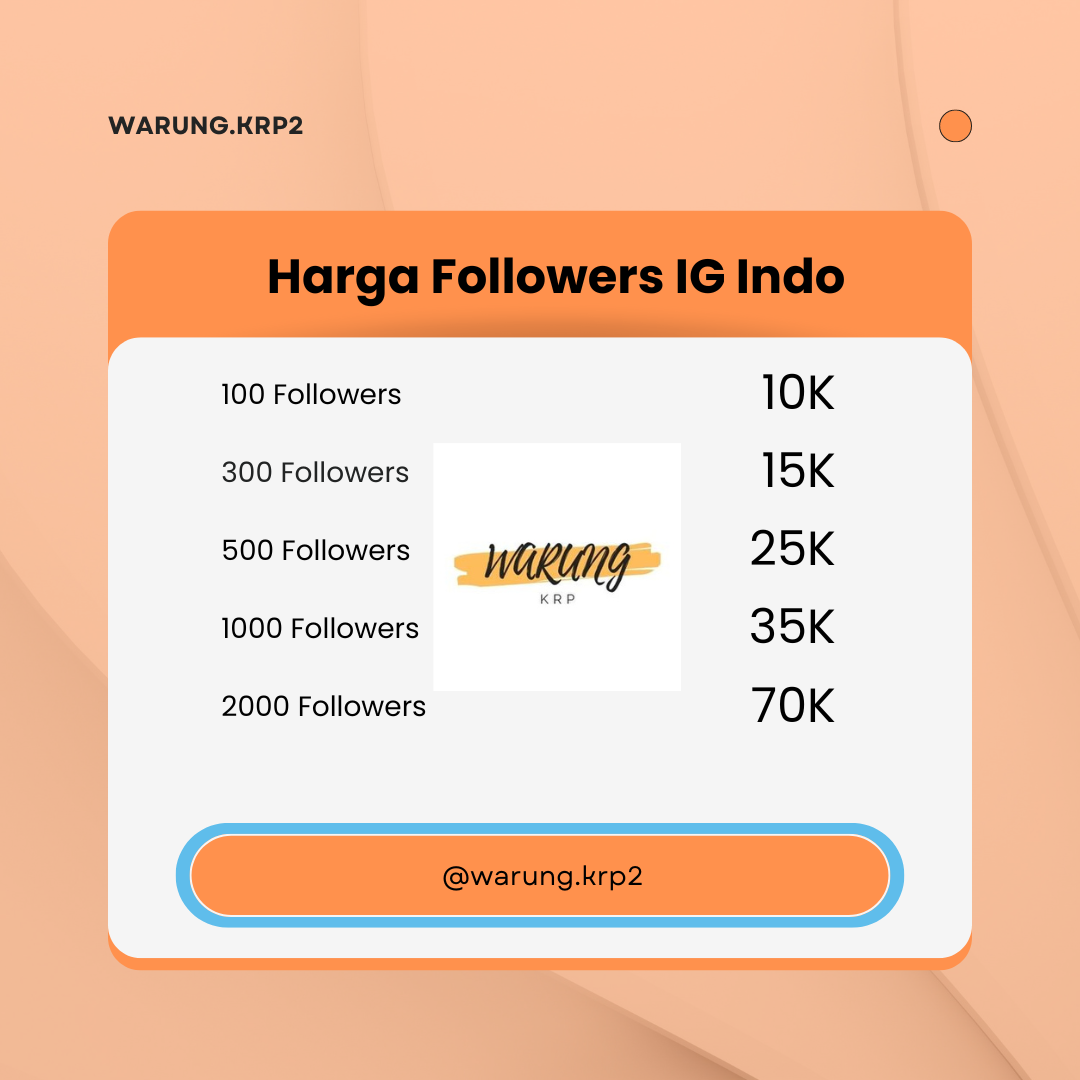 WARUNG.KRP2
Harga Followers IG Indo
100 Followers 10K
300 Followers 15K
500 Followers 25K
1000 Followers 35K
2000 Followers 70K
WARUNG
KRP
@warung.krp2